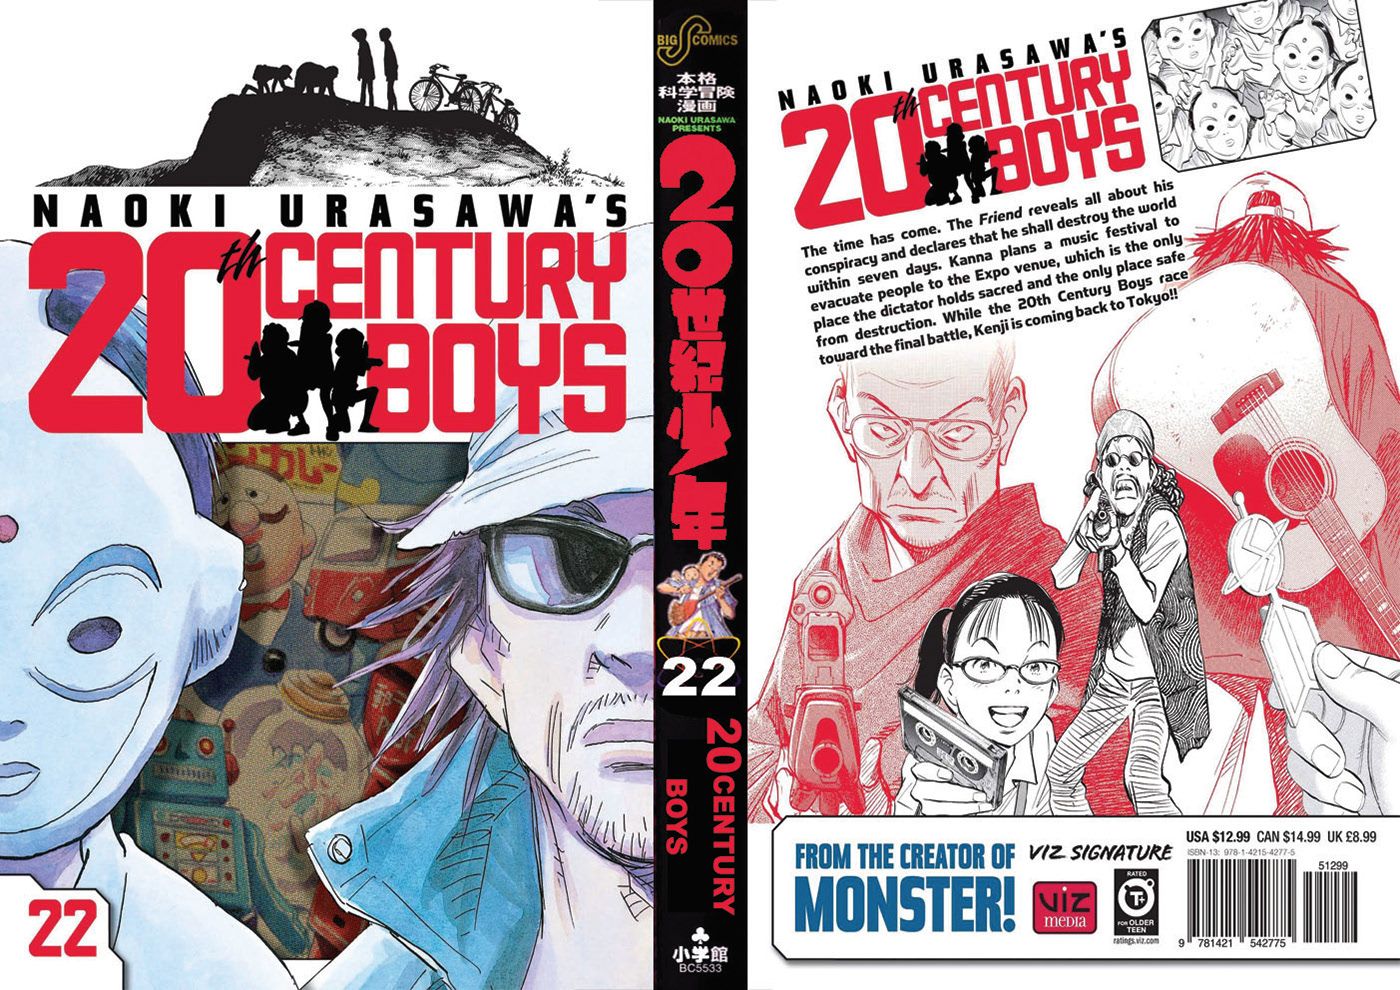 NAOKI URASAWA'S
20th CENTURY
BOYS
22
BIG S COMICS
本格
科学冒険
漫画
NAOKI URASAWA
PRESENTS
20世紀少年
22
20CENTURY
BOYS
小学館
BC5533
NAOKI URASAWA'S
20th CENTURY
BOYS
The time has come. The Friend reveals all about his
conspiracy and declares that he shall destroy the world
within seven days. Kanna plans a music festival to
evacuate people to the Expo venue, which is the only
place the dictator holds sacred and the only place safe
from destruction. While the 20th Century Boys race
toward the final battle, Kenji is coming back to Tokyo!!
FROM THE CREATOR OF
MONSTER!
VIZ SIGNATURE
VIZ
MEDIA
RATED
T+
FOR OLDER
TEEN
ratings.viz.com
USA $12.99 CAN $14.99 UK £8.99
ISBN-13: 978-1-4215-4277-5
51299
9 781421 542775